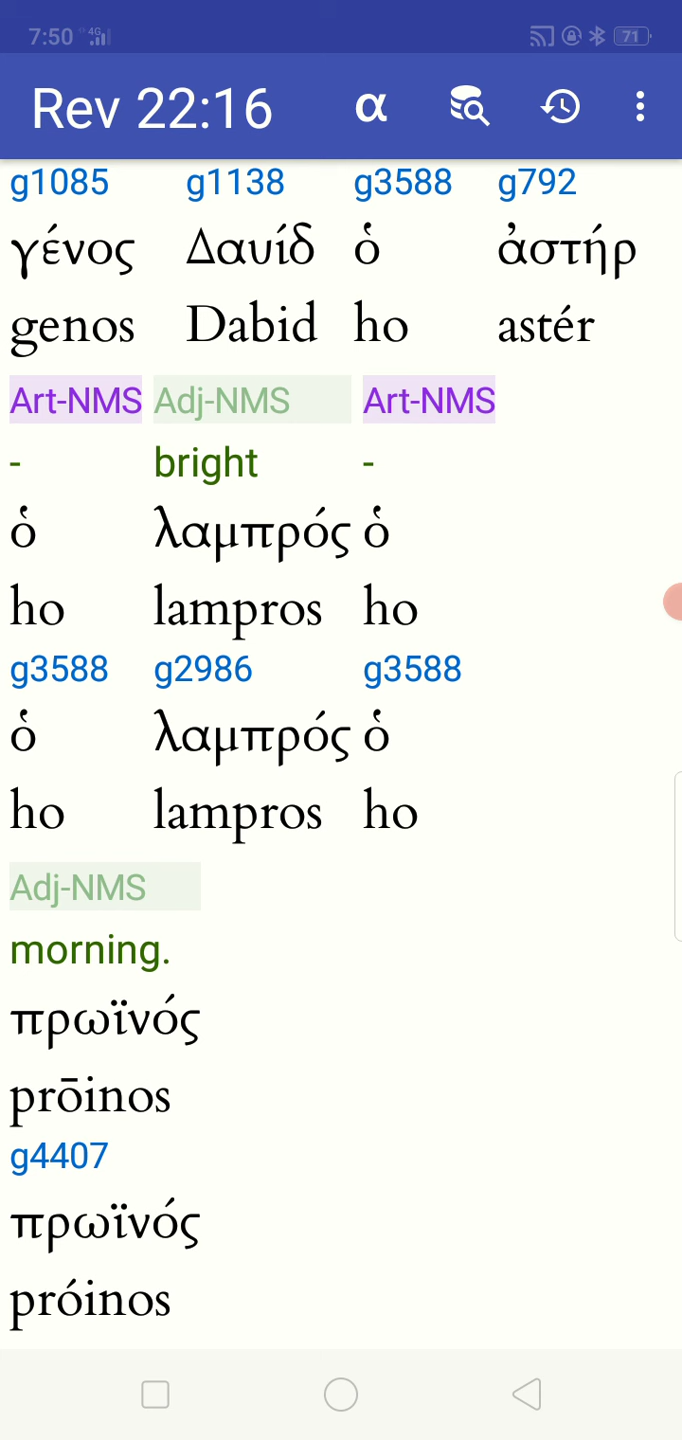 7:50 4G 71
Rev 22:16 α
g1085 g1138 g3588 g792
γένος Δαυίδ ὁ ἀστήρ
genos Dabid ho astér
Art-NMS Adj-NMS Art-NMS
- bright -
ὁ λαμπρός ὁ
ho lampros ho
g3588 g2986 g3588
ὁ λαμπρός ὁ
ho lampros ho
Adj-NMS
morning.
πρωϊνός
prōinos
g4407
πρωϊνός
próinos